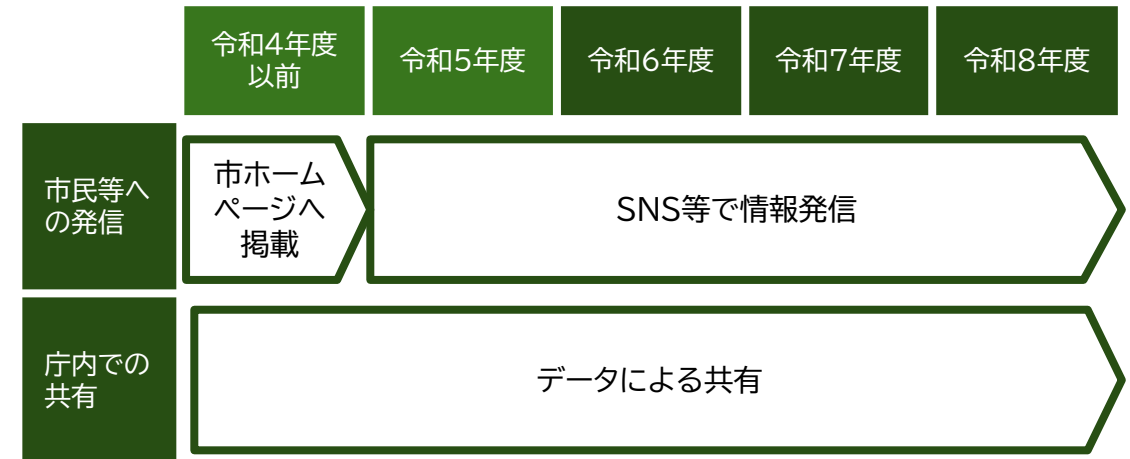 令和4年度
以前
令和5年度
令和6年度
令和7年度
令和8年度
市民等へ
の発信
市ホーム
ページへ
掲載
SNS等で情報発信
庁内での
共有
データによる共有